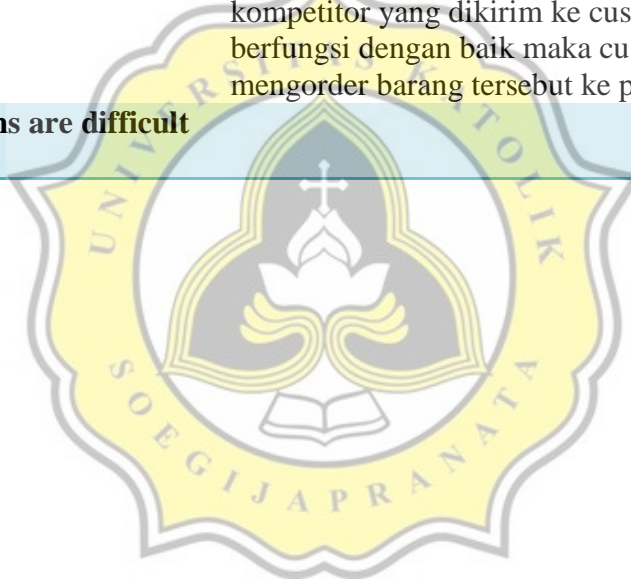 kompetitor yang dikirim ke cus
berfungsi dengan baik maka cu
mengorder barang tersebut ke p
are difficult
UNIVERSITAS KATOLIK
SOEGIJAPRANATA